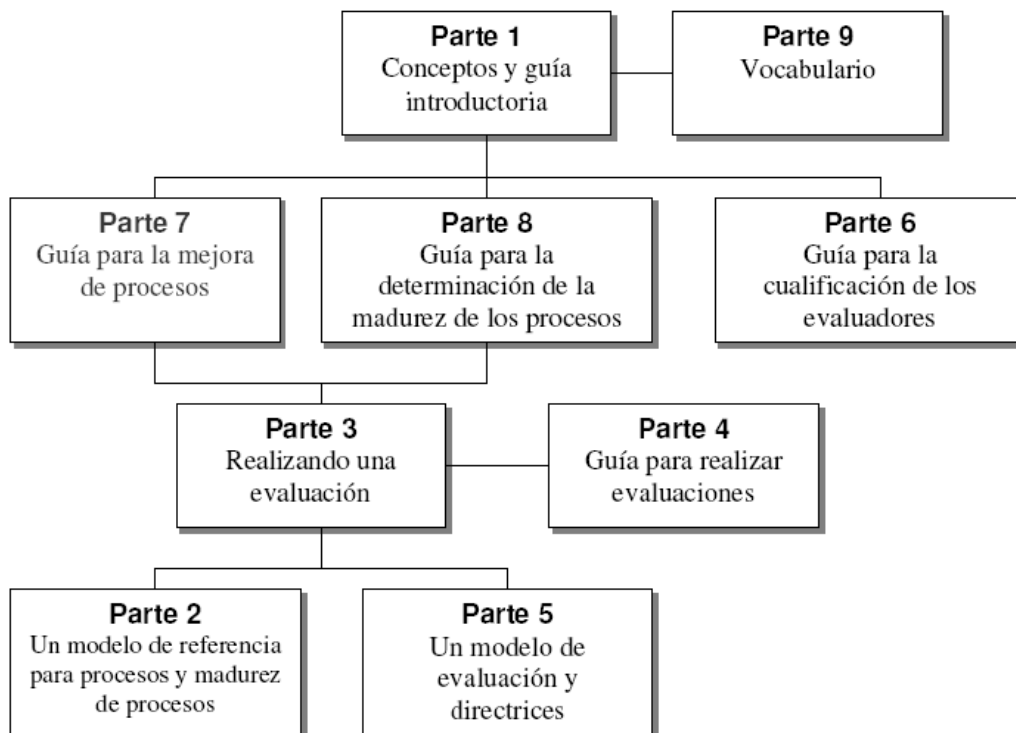 Parte 1
Conceptos y guía
introductoria
Parte 9
Vocabulario
Parte 7
Guía para la mejora
de procesos
Parte 8
Guía para la
determinación de la
madurez de los procesos
Parte 6
Guía para la
cualificación de los
evaluadores
Parte 3
Realizando una
evaluación
Parte 4
Guía para realizar
evaluaciones
Parte 2
Un modelo de referencia
para procesos y madurez
de procesos
Parte 5
Un modelo de
evaluación y
directrices